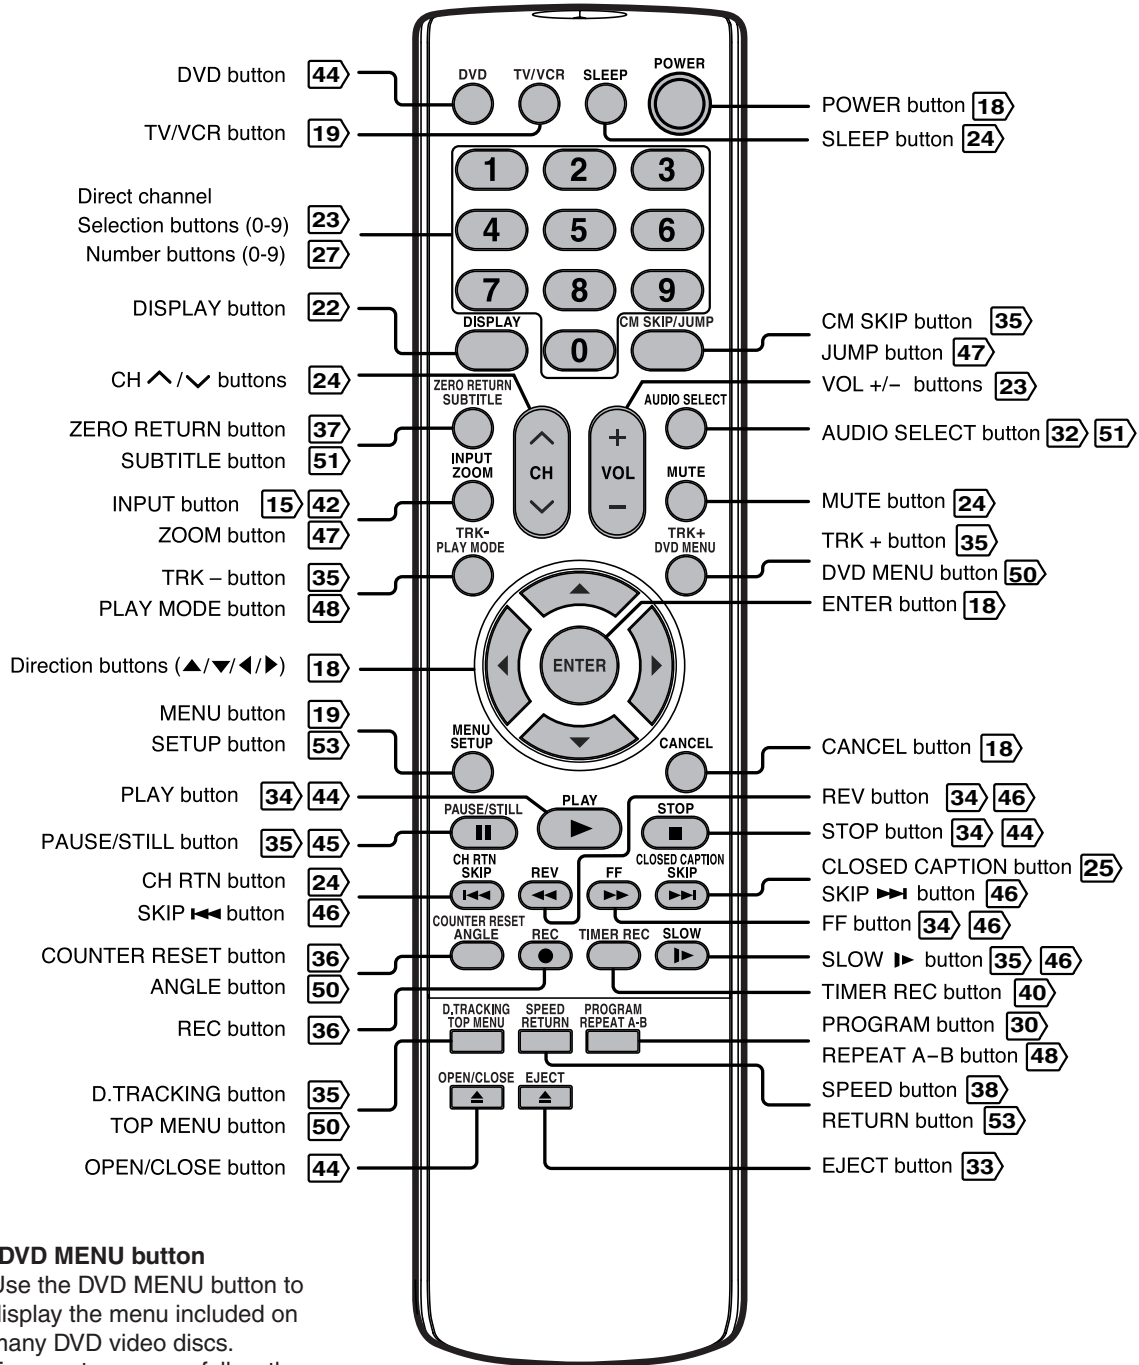 DVD button 44
TV/VCR button 19
Direct channel
Selection buttons (0-9) 23
Number buttons (0-9) 27
DISPLAY button 22
CH ∧ / ∨ buttons 24
ZERO RETURN button 37
SUBTITLE button 51
INPUT button 15 42
ZOOM button 47
TRK – button 35
PLAY MODE button 48
Direction buttons (▲/▼/◀/▶) 18
MENU button 19
SETUP button 53
PLAY button 34 44
PAUSE/STILL button 35 45
CH RTN button 24
SKIP |◀◀ button 46
COUNTER RESET button 36
ANGLE button 50
REC button 36
D.TRACKING button 35
TOP MENU button 50
OPEN/CLOSE button 44
DVD TV/VCR SLEEP POWER
1 2 3
4 5 6
7 8 9
DISPLAY 0 CM SKIP/JUMP
ZERO RETURN
SUBTITLE
AUDIO SELECT
INPUT
ZOOM
CH
+
VOL
–
MUTE
TRK-
PLAY MODE
TRK+
DVD MENU
▲
◀ ENTER ▶
▼
MENU
SETUP
CANCEL
PAUSE/STILL PLAY STOP
CH RTN
SKIP
REV
FF
CLOSED CAPTION
SKIP
COUNTER RESET
ANGLE
REC
TIMER REC
SLOW
D.TRACKING
TOP MENU
SPEED
RETURN
PROGRAM
REPEAT A-B
OPEN/CLOSE EJECT
POWER button 18
SLEEP button 24
CM SKIP button 35
JUMP button 47
VOL +/– buttons 23
AUDIO SELECT button 32 51
MUTE button 24
TRK + button 35
DVD MENU button 50
ENTER button 18
CANCEL button 18
REV button 34 46
STOP button 34 44
CLOSED CAPTION button 25
SKIP ▶▶| button 46
FF button 34 46
SLOW |▶ button 35 46
TIMER REC button 40
PROGRAM button 30
REPEAT A–B button 48
SPEED button 38
RETURN button 53
EJECT button 33
DVD MENU button
Use the DVD MENU button to
display the menu included on
many DVD video discs.